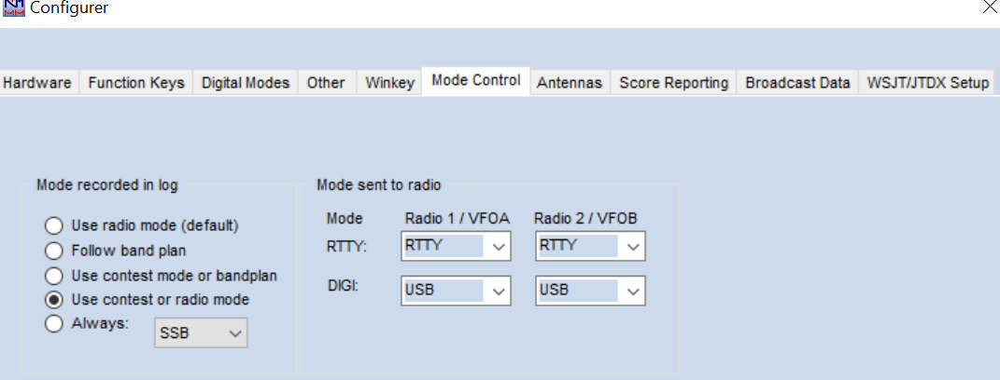 Configurer
Hardware Function Keys Digital Modes Other Winkey Mode Control Antennas Score Reporting Broadcast Data WSJT/JTDX Setup
Mode recorded in log
Use radio mode (default)
Follow band plan
Use contest mode or bandplan
Use contest or radio mode
Always: SSB
Mode sent to radio
Mode Radio 1 / VFOA Radio 2 / VFOB
RTTY: RTTY RTTY
DIGI: USB USB